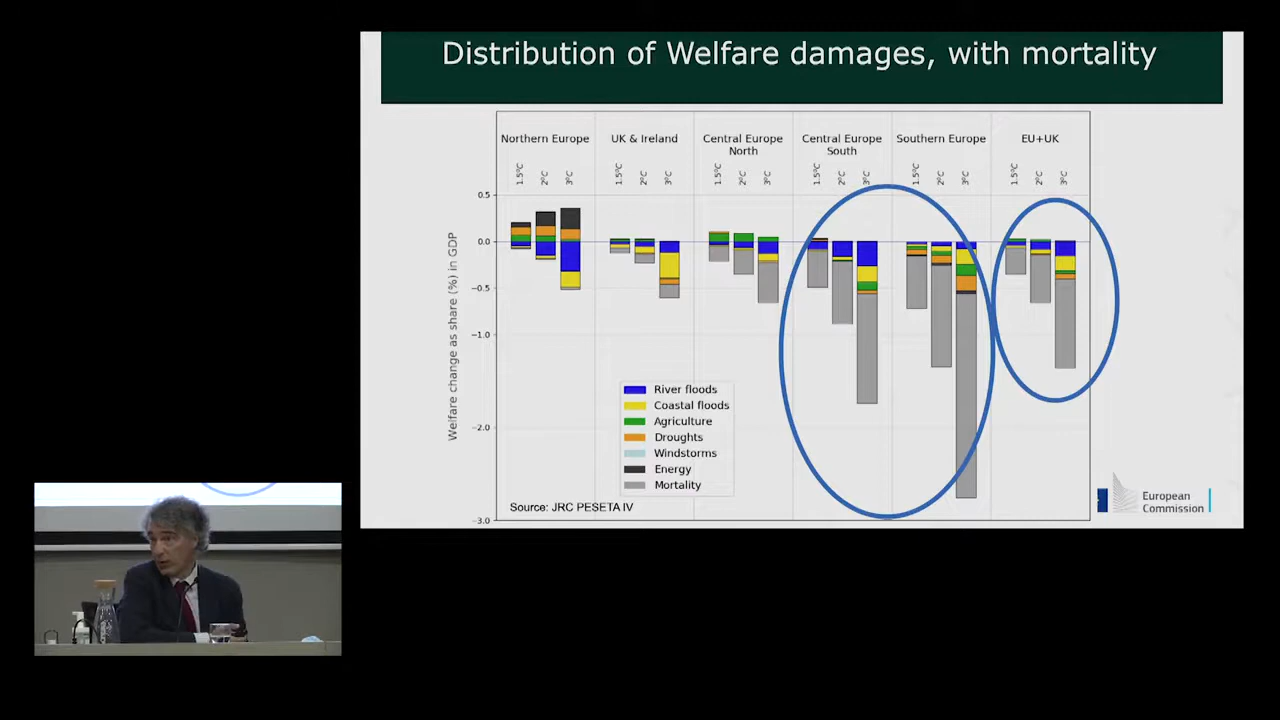 Distribution of Welfare damages, with mortality
Northern Europe
UK & Ireland
Central Europe
North
Central Europe
South
Southern Europe
EU+UK
1.5°C
2°C
3°C
1.5°C
2°C
3°C
1.5°C
2°C
3°C
1.5°C
2°C
3°C
1.5°C
2°C
3°C
1.5°C
2°C
3°C
Welfare change as share (%) in GDP
0.5
0.0
−0.5
−1.0
−2.0
−3.0
River floods
Coastal floods
Agriculture
Droughts
Windstorms
Energy
Mortality
Source: JRC PESETA IV
European
Commission